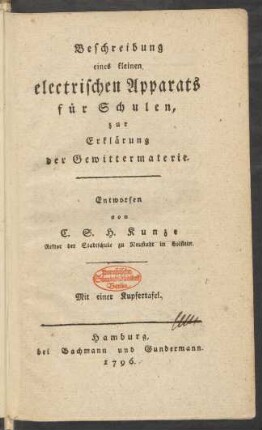 Beschreibung
eines kleinen
electrischen Apparats
für Schulen,
zur
Erklärung
der Gewittermaterie.
Entworfen
von
C. S. H. Kunze
Rektor der Stadtschule zu Neustadt in Holstein.
Mit einer Kupfertafel.
Hamburg,
bei Bachmann und Gundermann.
1796.